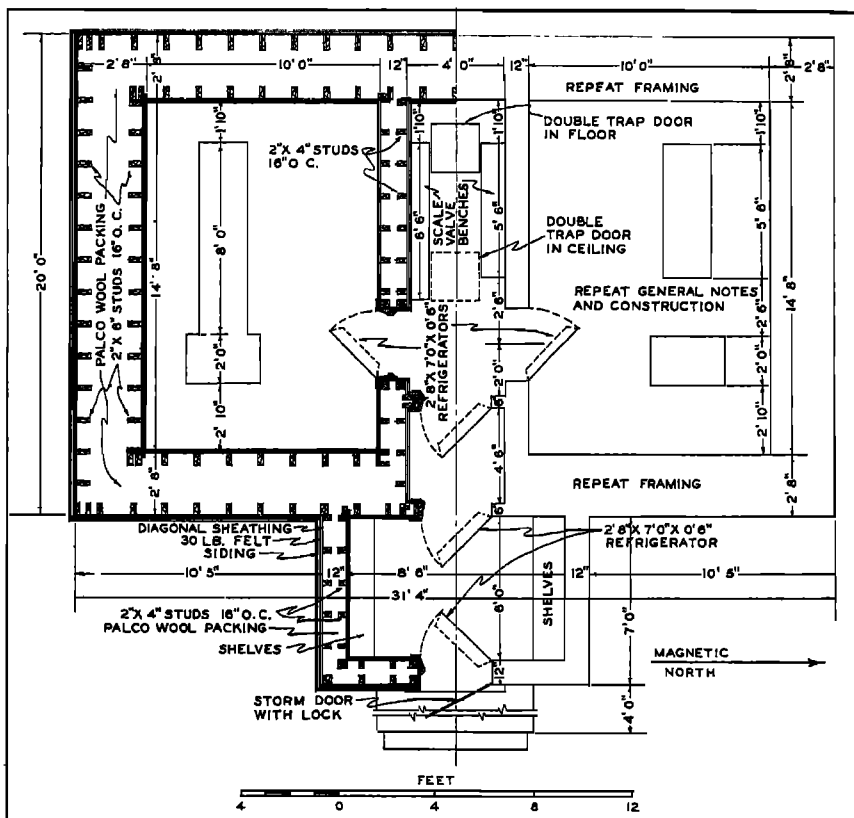 2' 8"
10' 0"
12"
4' 0"
12"
10' 0"
2' 8"
2' 8"
2' 8"
REPEAT FRAMING
1' 10"
1' 10"
1' 10"
DOUBLE TRAP DOOR
IN FLOOR
2" X 4" STUDS
16" O C.
PALCO WOOL PACKING
2" X 6" STUDS 16" O.C.
20' 0"
14'-8"
8' 0"
6' 6"
SCALE
VALVE
BENCHES
5' 6"
5' 6"
DOUBLE
TRAP DOOR
IN CEILING
REPEAT GENERAL NOTES
AND CONSTRUCTION
14' 8"
2' 6"
2' 6"
2' 8" X 7' 0" X 0' 6"
REFRIGERATORS
2' 0"
2' 0"
2' 0"
2' 10"
2' 10"
6"
4' 6"
6"
2' 8"
2' 8"
REPEAT FRAMING
DIAGONAL SHEATHING
30 LB. FELT
SIDING
2' 8" X 7' 0" X 0' 6"
REFRIGERATOR
10' 5"
12"
8' 6"
12"
10' 5"
31' 4"
2" X 4" STUDS 16" O.C.
PALCO WOOL PACKING
SHELVES
SHELVES
6' 0"
7' 0"
12"
MAGNETIC
NORTH
STORM DOOR
WITH LOCK
4' 0"
FEET
4 0 4 8 12